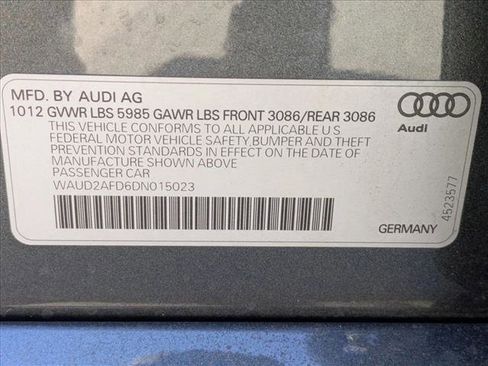 MFD. BY AUDI AG
1012 GVWR LBS 5985 GAWR LBS FRONT 3086/REAR 3086
THIS VEHICLE CONFORMS TO ALL APPLICABLE U S
FEDERAL MOTOR VEHICLE SAFETY,BUMPER AND THEFT
PREVENTION STANDARDS IN EFFECT ON THE DATE OF
MANUFACTURE SHOWN ABOVE
PASSENGER CAR
WAUD2AFD6DN015023
Audi
4523577
GERMANY